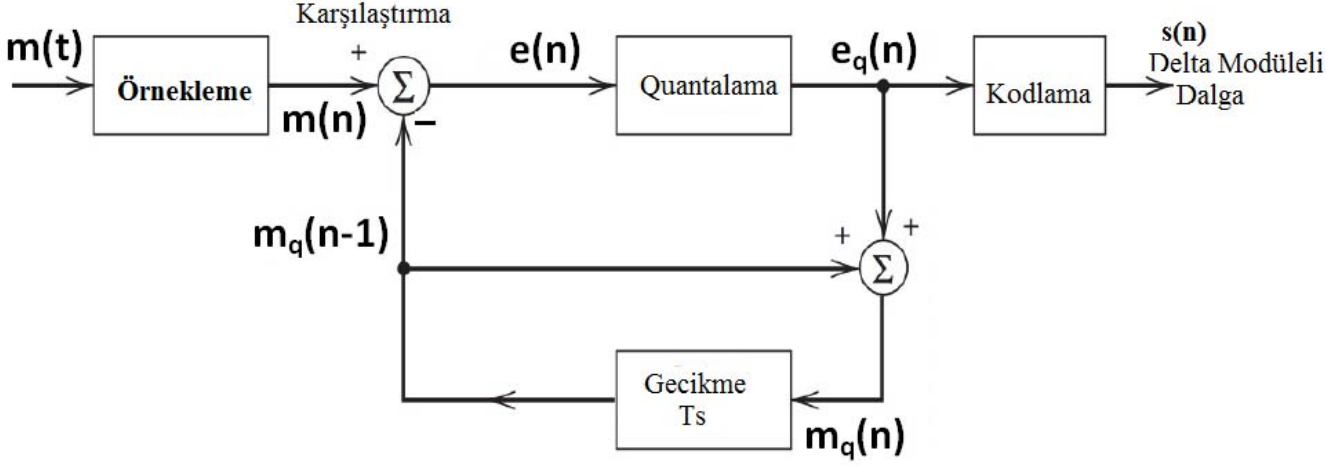 Karşılaştırma
m(t)
Örnekleme
+
m(n)
Σ
−
e(n)
Quantalama
e_q(n)
Kodlama
s(n)
Delta Modüleli
Dalga
m_q(n-1)
+
+
Σ
Gecikme
Ts
m_q(n)